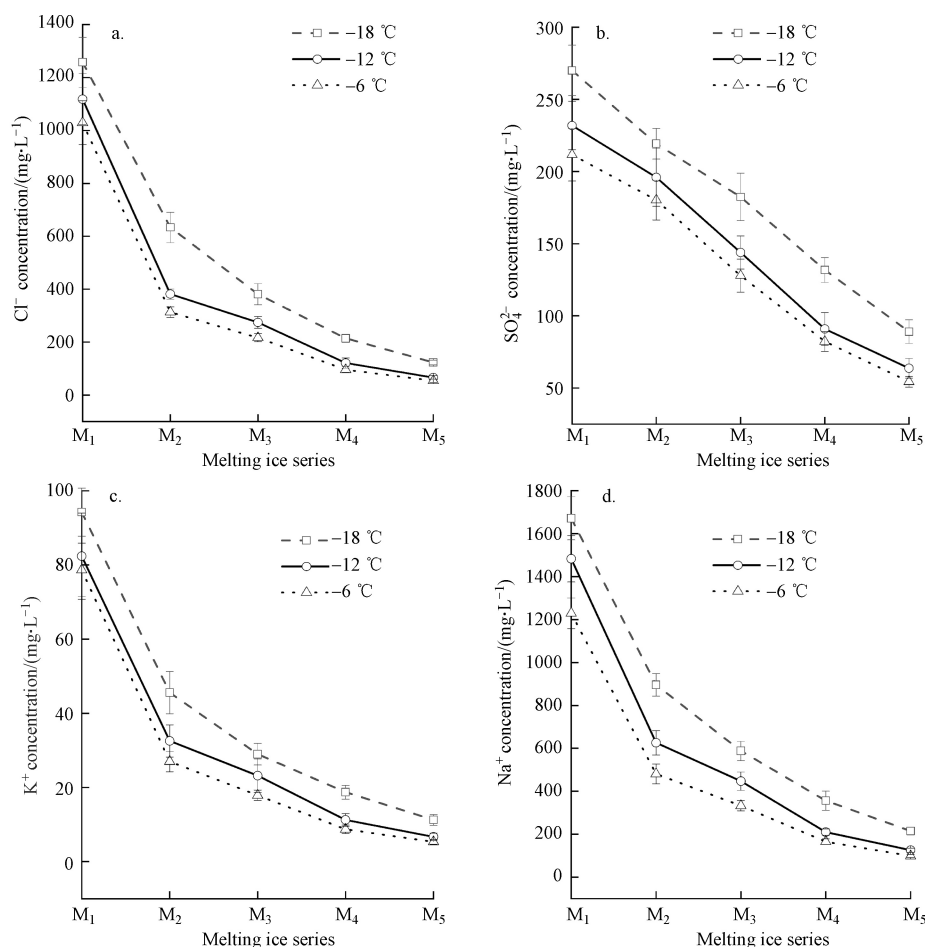 a.
–18 ℃
–12 ℃
–6 ℃
1400
1200
1000
800
600
400
200
0
Cl⁻ concentration/(mg·L⁻¹)
M₁ M₂ M₃ M₄ M₅
Melting ice series
b.
–18 ℃
–12 ℃
–6 ℃
300
250
200
150
100
50
SO₄²⁻ concentration/(mg·L⁻¹)
M₁ M₂ M₃ M₄ M₅
Melting ice series
c.
–18 ℃
–12 ℃
–6 ℃
100
80
60
40
20
0
K⁺ concentration/(mg·L⁻¹)
M₁ M₂ M₃ M₄ M₅
Melting ice series
d.
–18 ℃
–12 ℃
–6 ℃
1800
1600
1400
1200
1000
800
600
400
200
0
Na⁺ concentration/(mg·L⁻¹)
M₁ M₂ M₃ M₄ M₅
Melting ice series